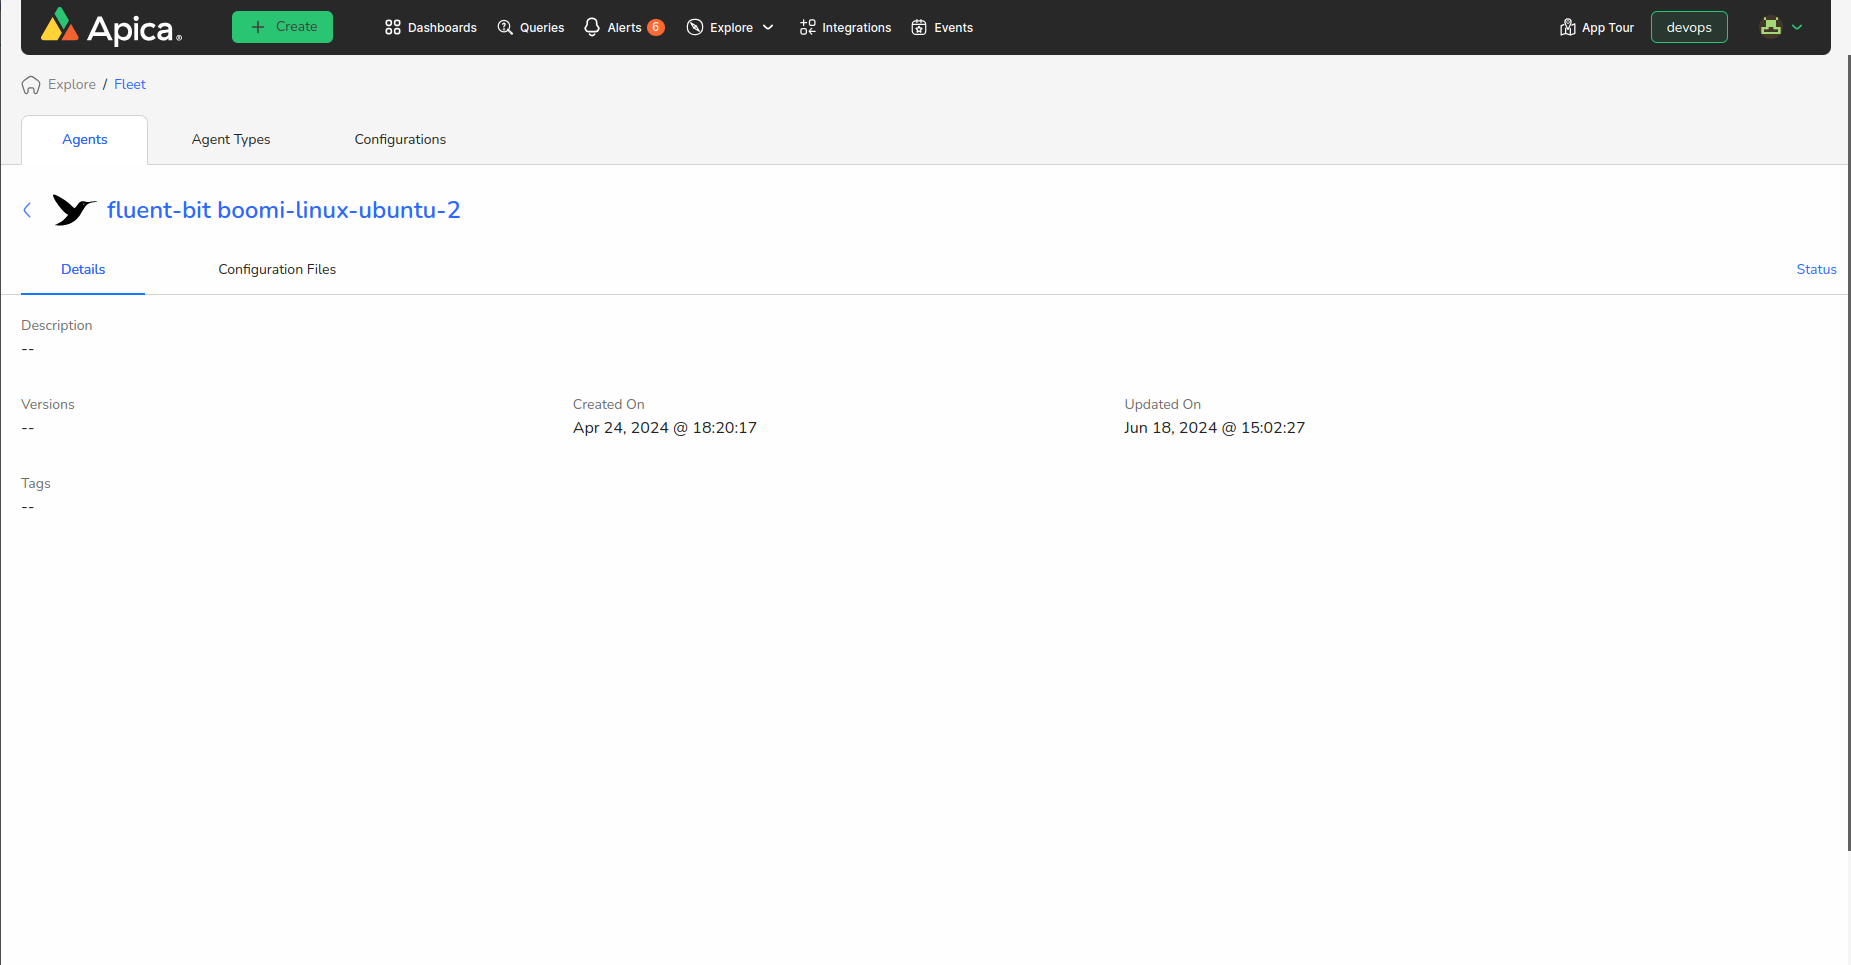 Apica® + Create Dashboards Queries Alerts 6 Explore Integrations Events App Tour devops
Explore / Fleet
Agents Agent Types Configurations
fluent-bit boomi-linux-ubuntu-2
Details Configuration Files Status
Description
--
Versions Created On Updated On
-- Apr 24, 2024 @ 18:20:17 Jun 18, 2024 @ 15:02:27
Tags
--